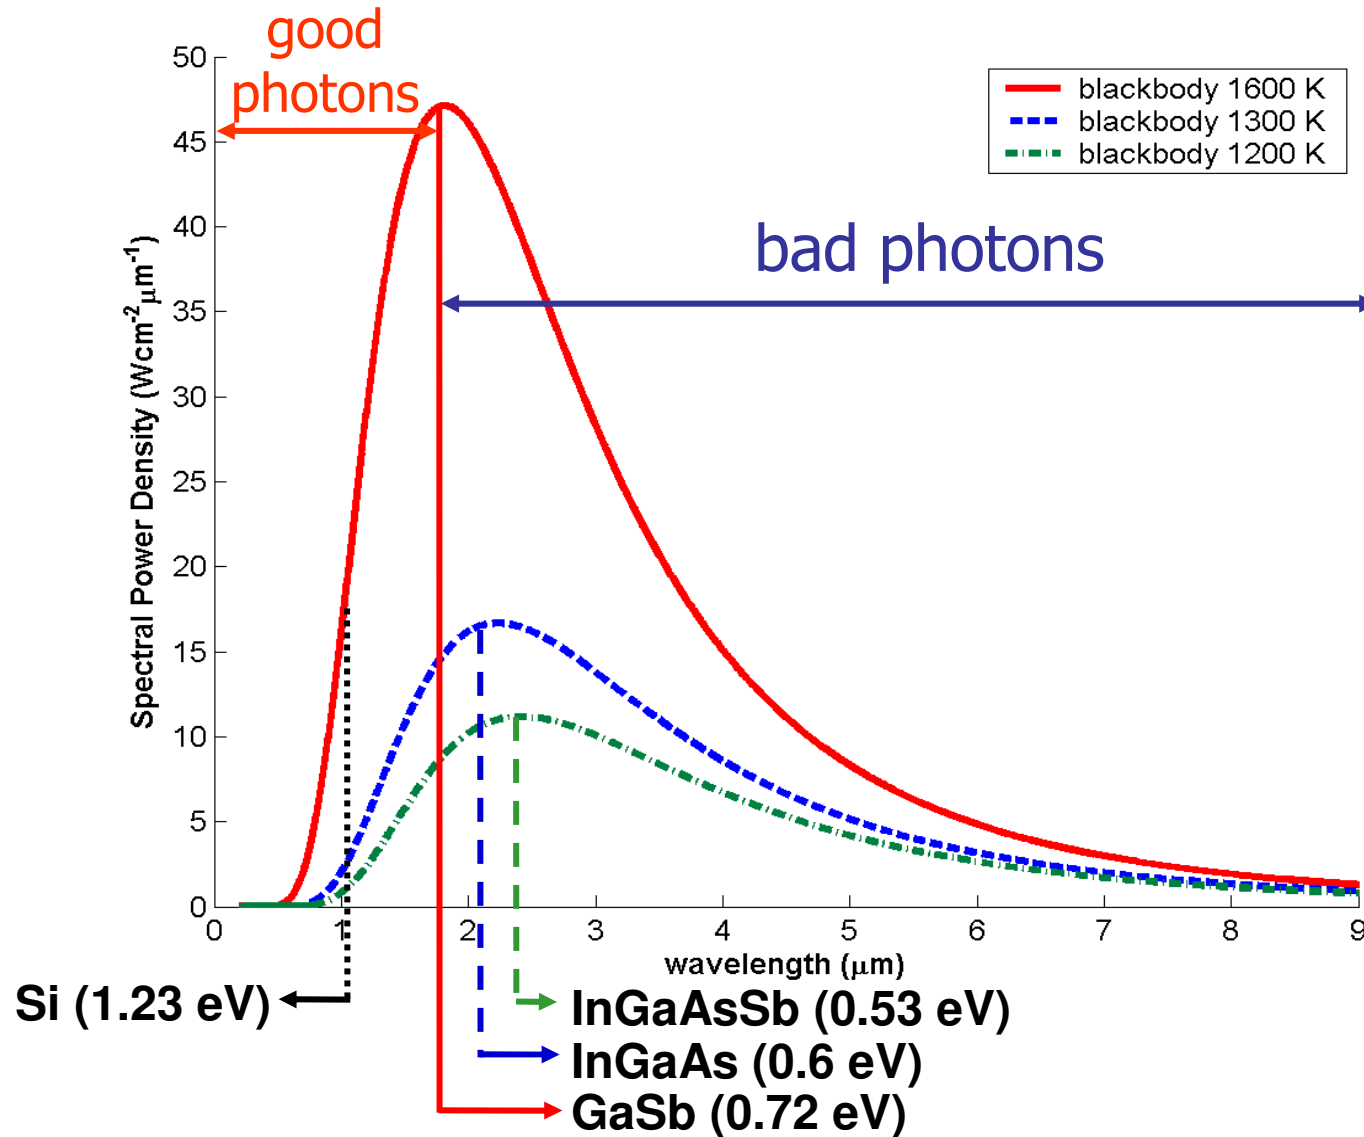 good
photons
50
45
40
35
30
25
20
15
10
5
0
Spectral Power Density (Wcm-2μm-1)
blackbody 1600 K
blackbody 1300 K
blackbody 1200 K
bad photons
0 1 2 3 4 5 6 7 8 9
wavelength (μm)
Si (1.23 eV)
InGaAsSb (0.53 eV)
InGaAs (0.6 eV)
GaSb (0.72 eV)